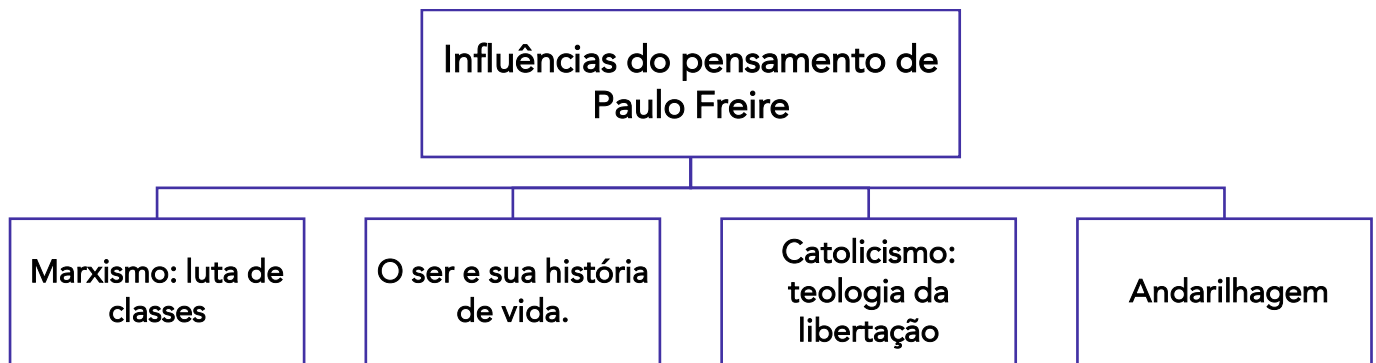 Influências do pensamento de
Paulo Freire
Marxismo: luta de
classes
O ser e sua história
de vida.
Catolicismo:
teologia da
libertação
Andarilhagem